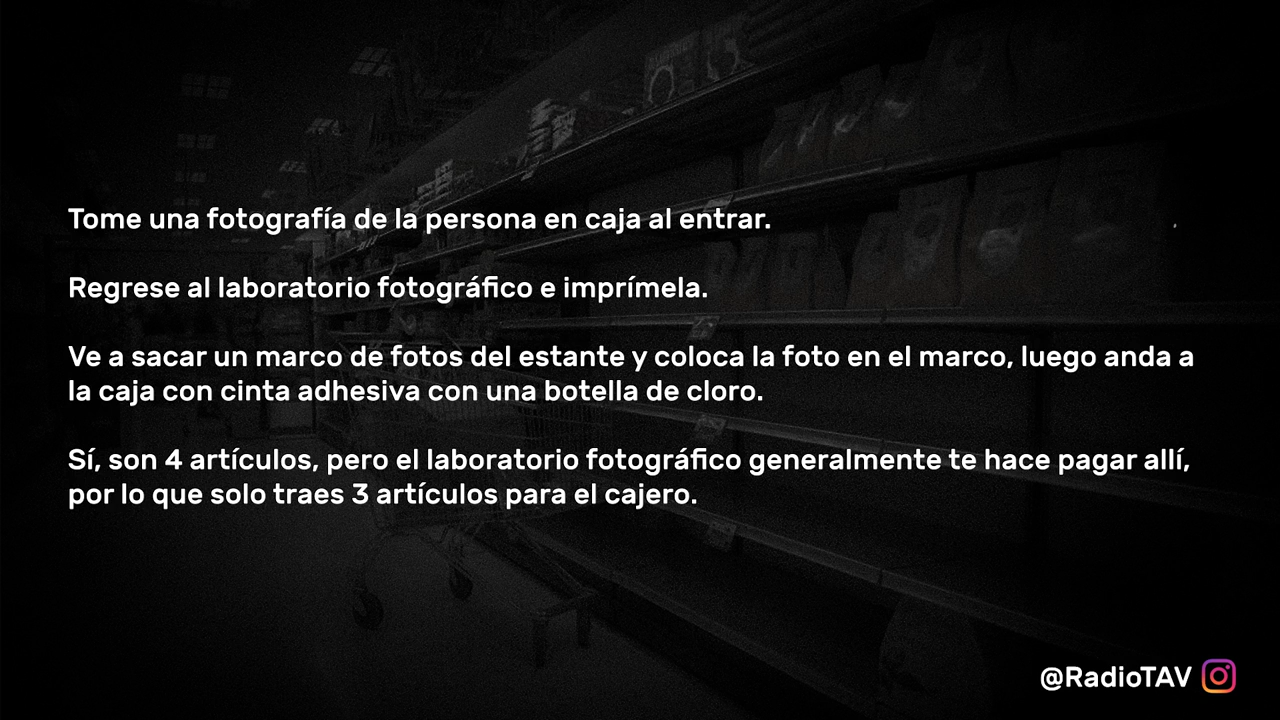 Tome una fotografía de la persona en caja al entrar.
Regrese al laboratorio fotográfico e imprímela.
Ve a sacar un marco de fotos del estante y coloca la foto en el marco, luego anda a
la caja con cinta adhesiva con una botella de cloro.
Sí, son 4 artículos, pero el laboratorio fotográfico generalmente te hace pagar allí,
por lo que solo traes 3 artículos para el cajero.
@RadioTAV